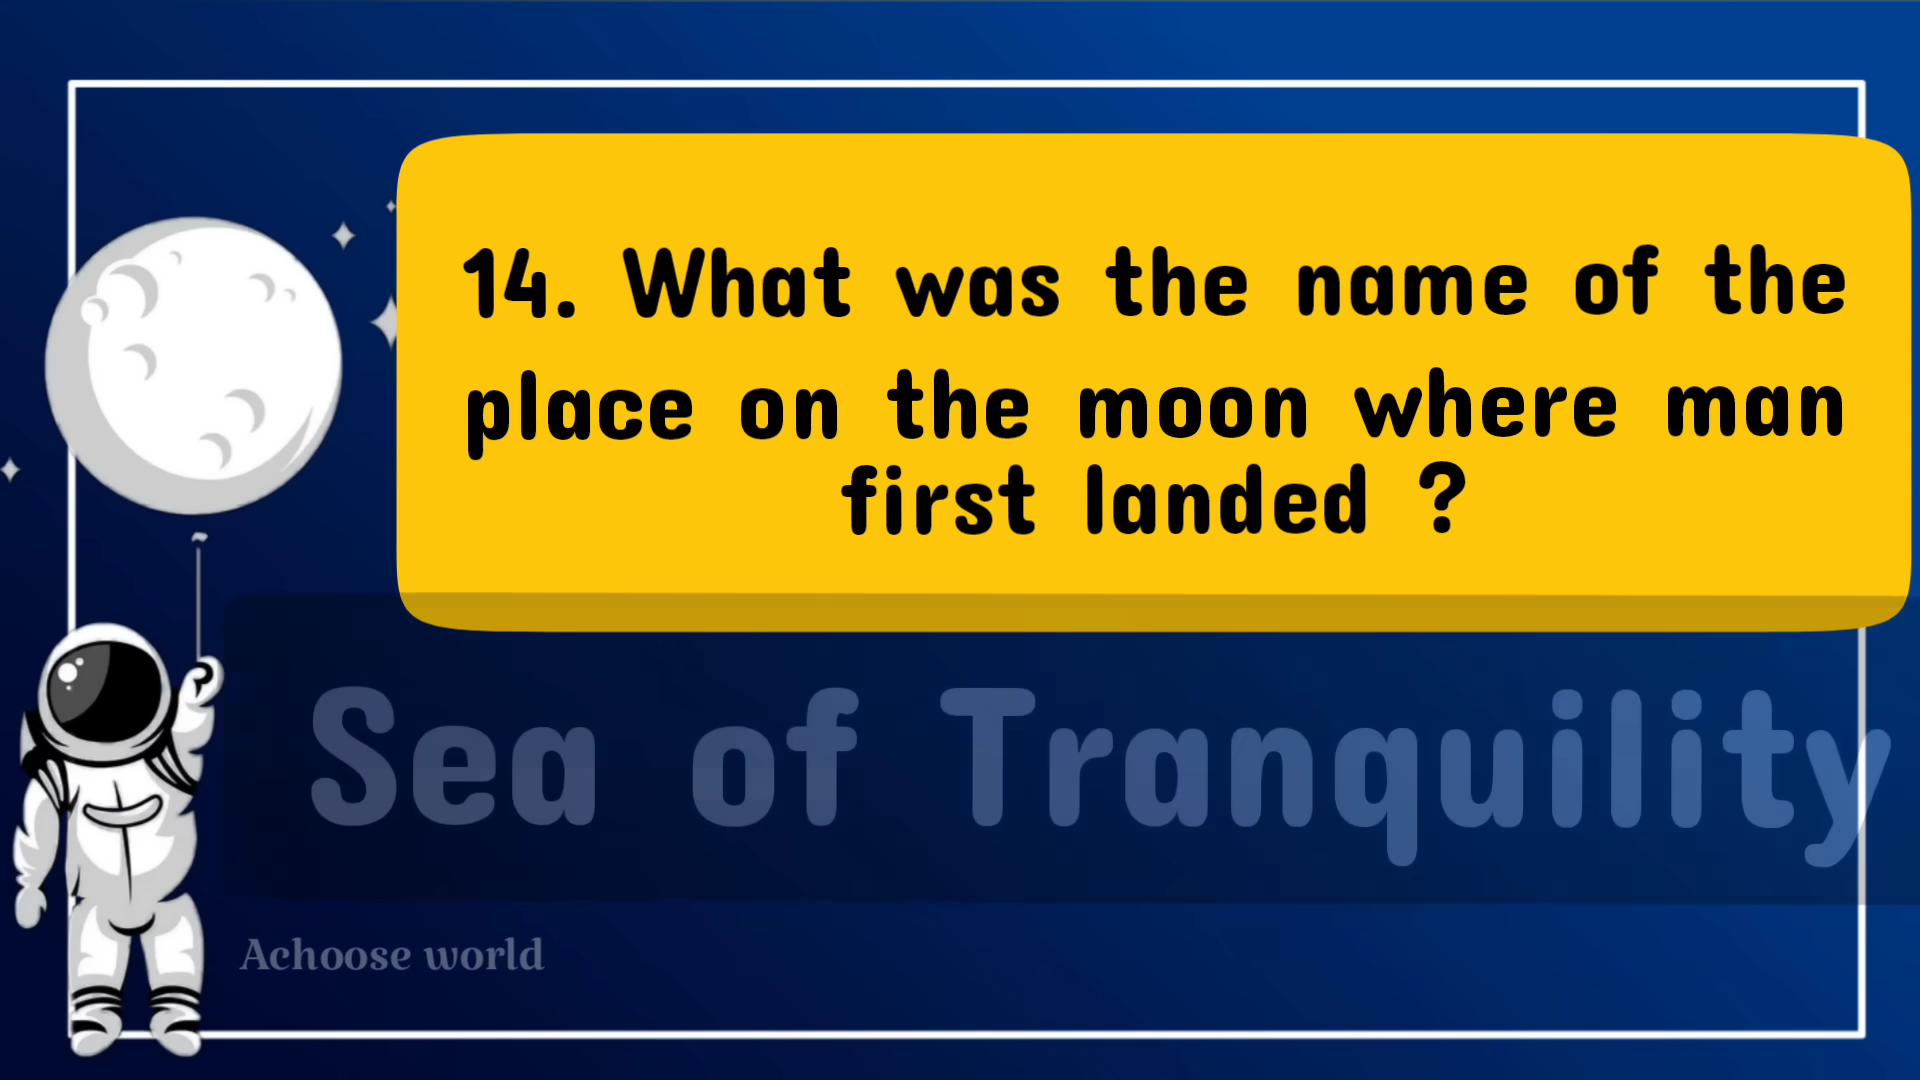 14. What was the name of the
place on the moon where man
first landed ?
Sea of Tranquility
Achoose world